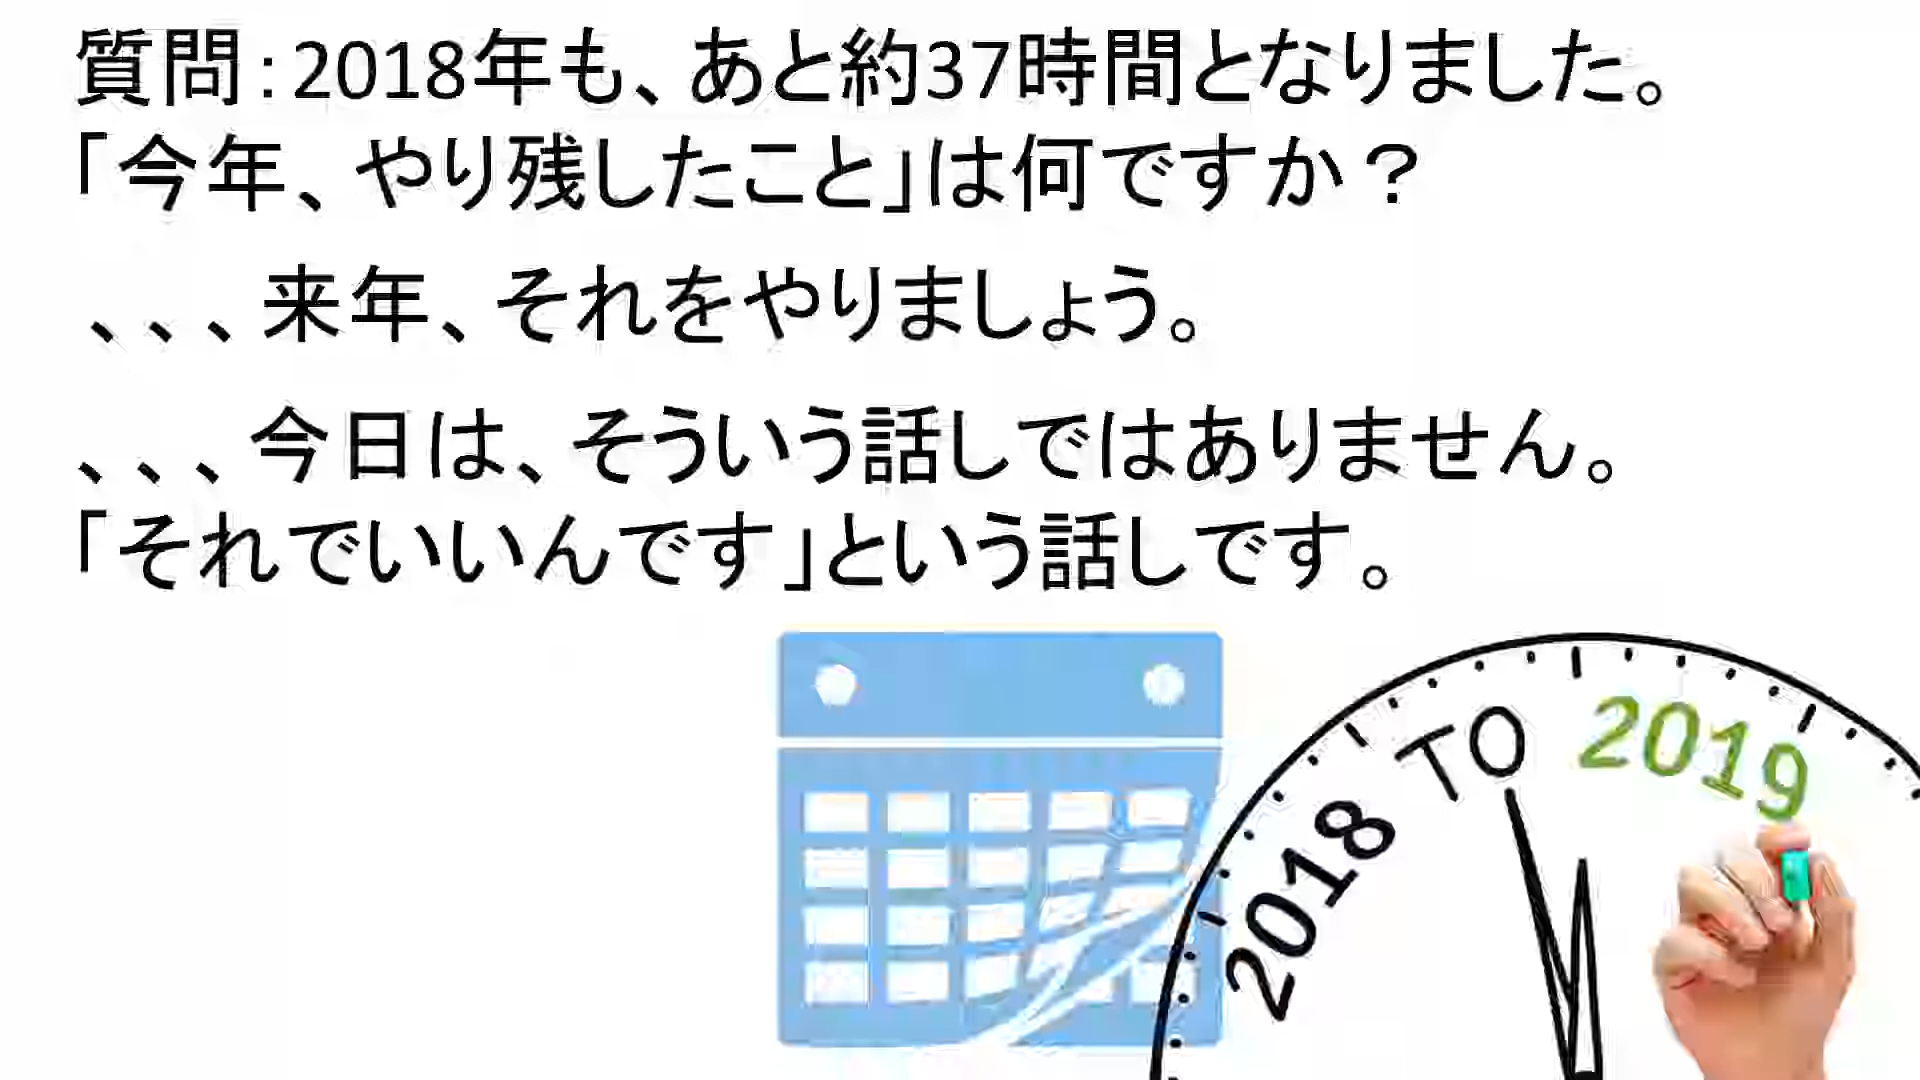 質問：2018年も、あと約37時間となりました。
「今年、やり残したこと」は何ですか？
、、、来年、それをやりましょう。
、、、今日は、そういう話しではありません。
「それでいいんです」という話しです。
2018 TO 2019